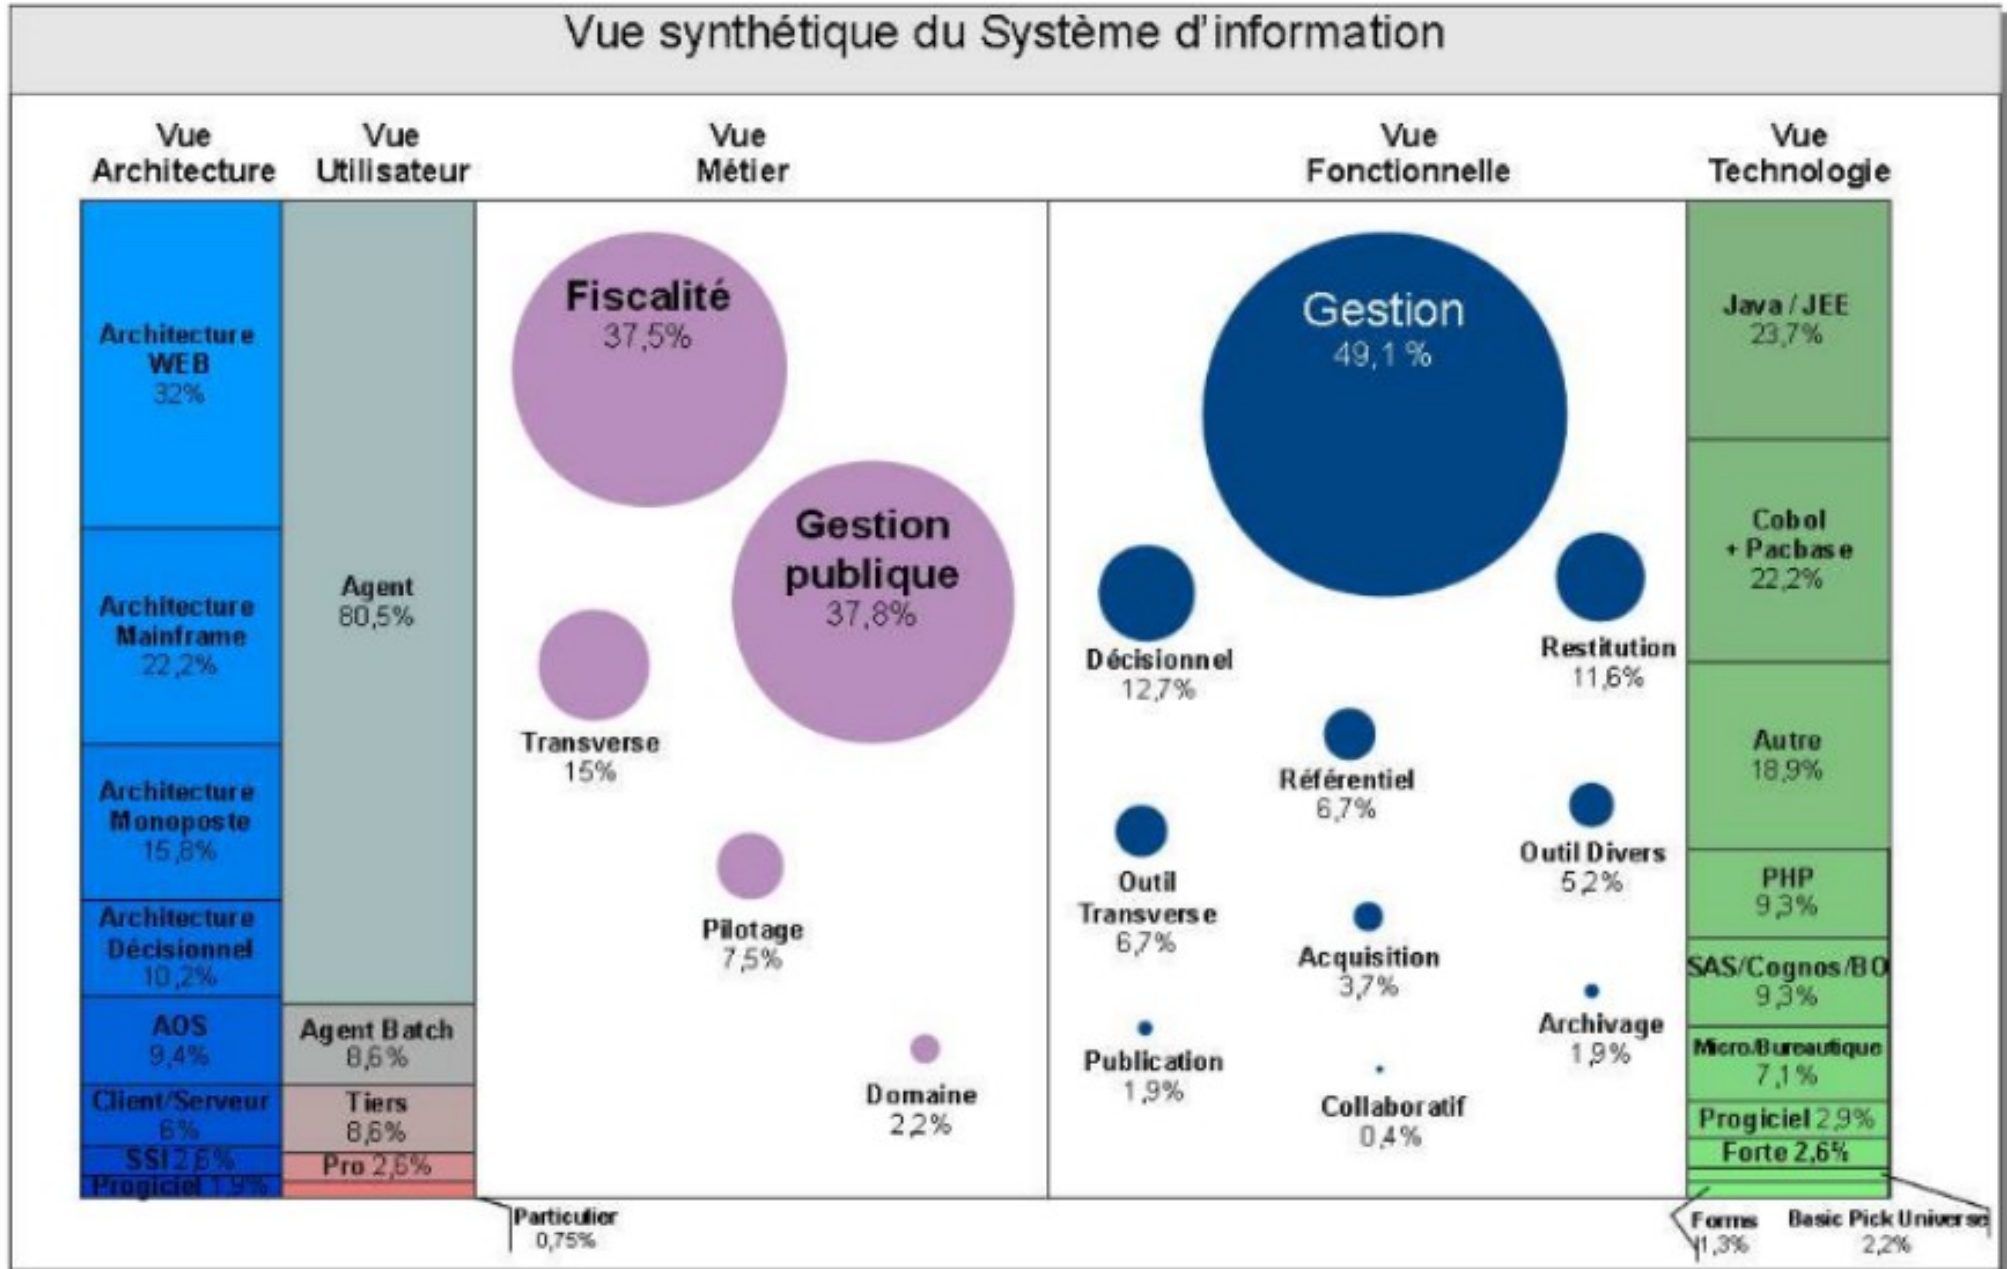 Vue synthétique du Système d'information
Vue
Architecture
Vue
Utilisateur
Vue
Métier
Vue
Fonctionnelle
Vue
Technologie
Architecture
WEB
32%
Architecture
Mainframe
22,2%
Architecture
Monoposte
15,8%
Architecture
Décisionnel
10,2%
AOS
9,4%
Client/Serveur
6%
SSI 2,6%
Progiciel 1,9%
Agent
80,5%
Agent Batch
8,6%
Tiers
8,6%
Pro 2,6%
Particulier
0,75%
Fiscalité
37,5%
Gestion
publique
37,8%
Transverse
15%
Pilotage
7,5%
Domaine
2,2%
Gestion
49,1 %
Décisionnel
12,7%
Restitution
11,6%
Référentiel
6,7%
Outil
Transverse
6,7%
Outil Divers
5,2%
Acquisition
3,7%
Archivage
1,9%
Publication
1,9%
Collaboratif
0,4%
Java / JEE
23,7%
Cobol
+ Pacbase
22,2%
Autre
18,9%
PHP
9,3%
SAS/Cognos/BO
9,3%
Micro/Bureautique
7,1%
Progiciel 2,9%
Forte 2,6%
Forms
1,3%
Basic Pick Universe
2,2%